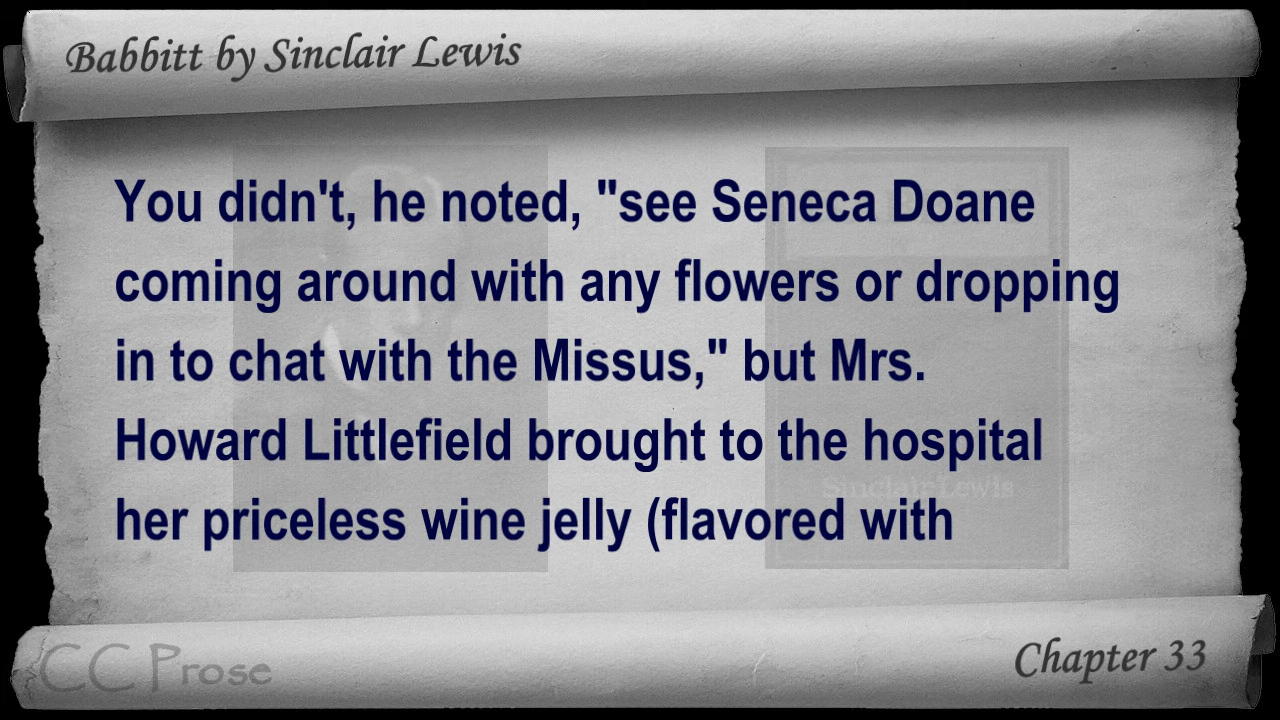 Babbitt by Sinclair Lewis
You didn't, he noted, "see Seneca Doane
coming around with any flowers or dropping
in to chat with the Missus," but Mrs.
Howard Littlefield brought to the hospital
her priceless wine jelly (flavored with
Sinclair Lewis
CC Prose
Chapter 33